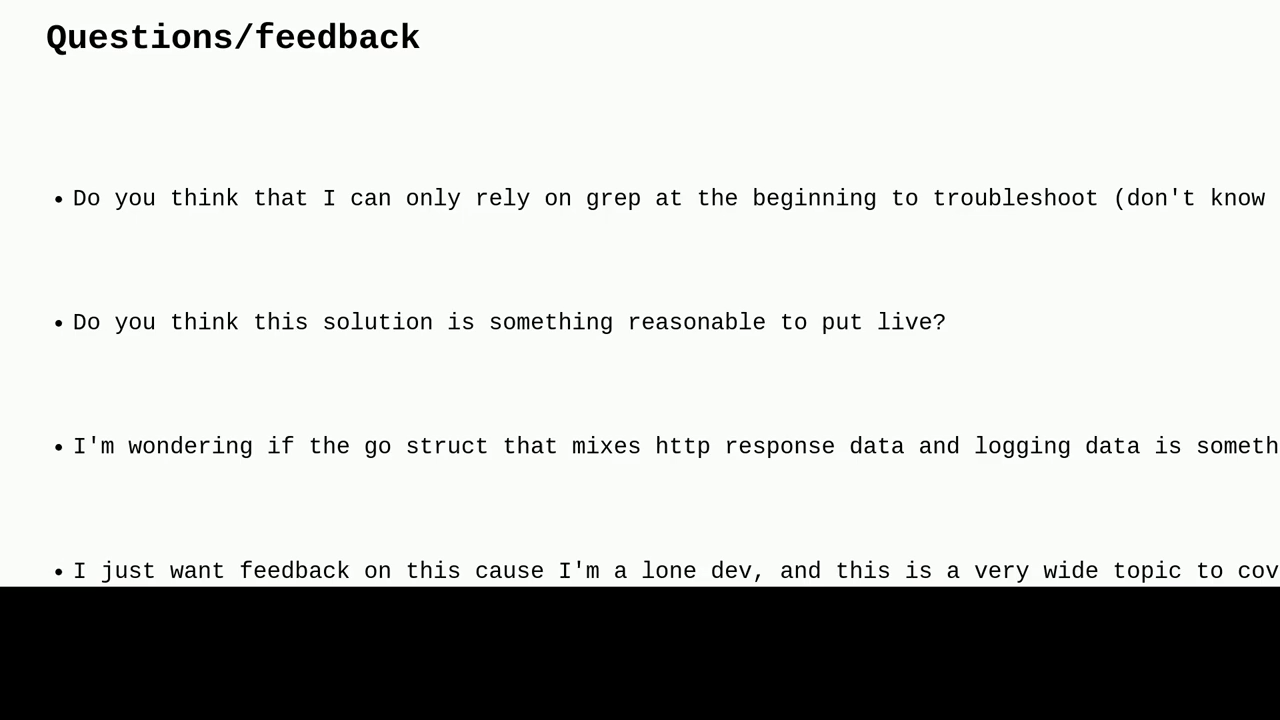 Questions/feedback
• Do you think that I can only rely on grep at the beginning to troubleshoot (don't know
• Do you think this solution is something reasonable to put live?
• I'm wondering if the go struct that mixes http response data and logging data is someth
• I just want feedback on this cause I'm a lone dev, and this is a very wide topic to cov